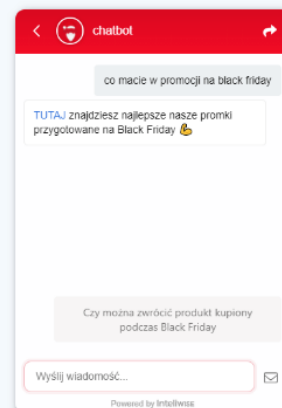 chatbot
co macie w promocji na black friday
TUTAJ znajdziesz najlepsze nasze promki
przygotowane na Black Friday 💪
Czy można zwrócić produkt kupiony
podczas Black Friday
Wyślij wiadomość...
Powered by Intelliwise